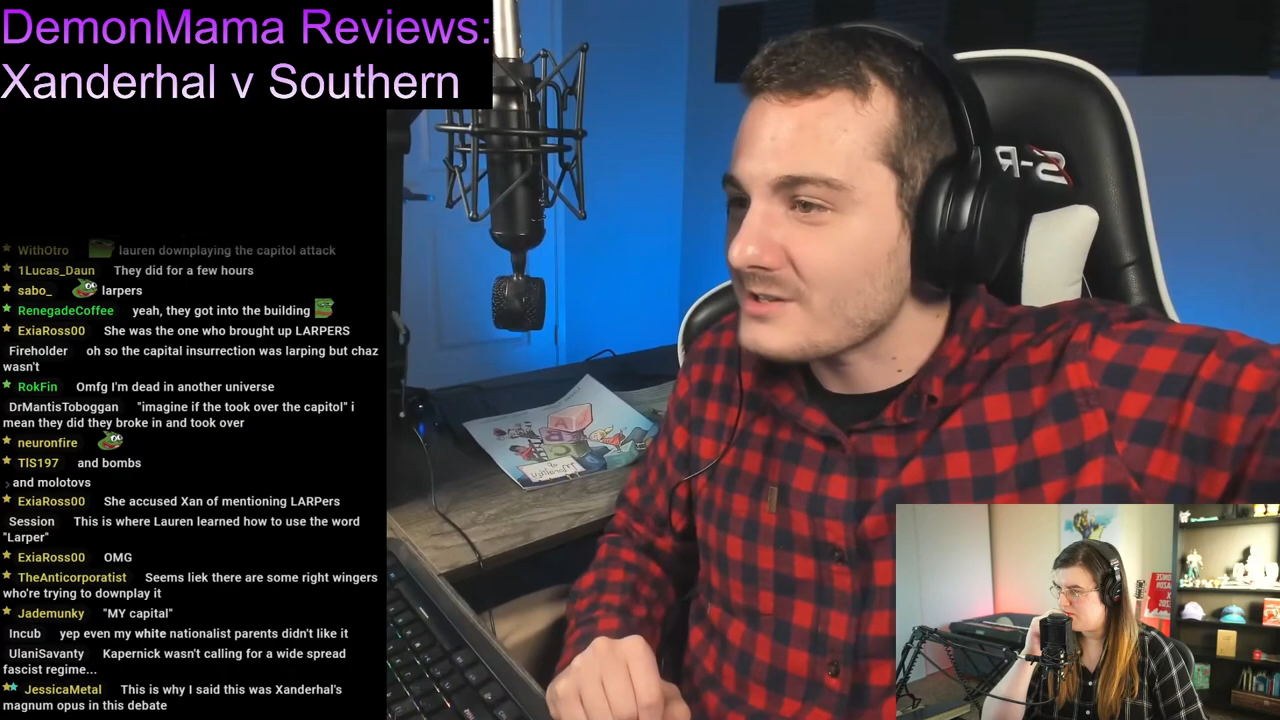 DemonMama Reviews:
Xanderhal v Southern
WithOtro lauren downplaying the capitol attack
1Lucas_Daun They did for a few hours
sabo_ larpers
RenegadeCoffee yeah, they got into the building
ExiaRoss00 She was the one who brought up LARPERS
Fireholder oh so the capital insurrection was larping but chaz
wasn't
RokFin Omfg I'm dead in another universe
DrMantisToboggan "imagine if the took over the capitol" i
mean they did they broke in and took over
neuronfire
TIS197 and bombs
and molotovs
ExiaRoss00 She accused Xan of mentioning LARPers
Session This is where Lauren learned how to use the word
"Larper"
ExiaRoss00 OMG
TheAnticorporatist Seems liek there are some right wingers
who're trying to downplay it
Jademunky "MY capital"
Incub yep even my white nationalist parents didn't like it
UlaniSavanty Kapernick wasn't calling for a wide spread
fascist regime...
JessicaMetal This is why I said this was Xanderhal's
magnum opus in this debate
S-R